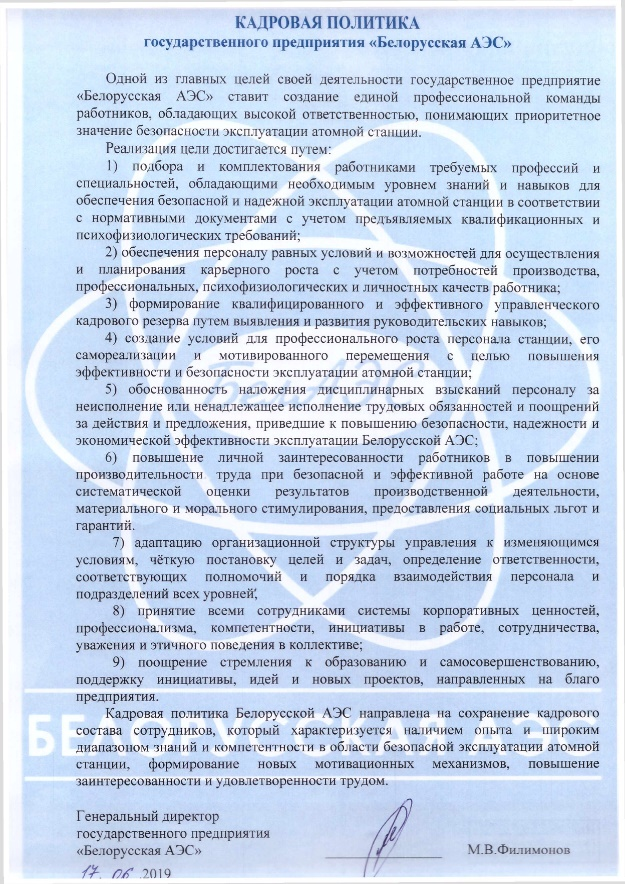 КАДРОВАЯ ПОЛИТИКА
государственного предприятия «Белорусская АЭС»
Одной из главных целей своей деятельности государственное предприятие
«Белорусская АЭС» ставит создание единой профессиональной команды
работников, обладающих высокой ответственностью, понимающих приоритетное
значение безопасности эксплуатации атомной станции.
Реализация цели достигается путем:
1) подбора и комплектования работниками требуемых профессий и
специальностей, обладающими необходимым уровнем знаний и навыков для
обеспечения безопасной и надежной эксплуатации атомной станции в соответствии
с нормативными документами с учетом предъявляемых квалификационных и
психофизиологических требований;
2) обеспечения персоналу равных условий и возможностей для осуществления
и планирования карьерного роста с учетом потребностей производства,
профессиональных, психофизиологических и личностных качеств работника;
3) формирование квалифицированного и эффективного управленческого
кадрового резерва путем выявления и развития руководительских навыков;
4) создание условий для профессионального роста персонала станции, его
самореализации и мотивированного перемещения с целью повышения
эффективности и безопасности эксплуатации атомной станции;
5) обоснованность наложения дисциплинарных взысканий персоналу за
неисполнение или ненадлежащее исполнение трудовых обязанностей и поощрений
за действия и предложения, приведшие к повышению безопасности, надежности и
экономической эффективности эксплуатации Белорусской АЭС;
6) повышение личной заинтересованности работников в повышении
производительности труда при безопасной и эффективной работе на основе
систематической оценки результатов производственной деятельности,
материального и морального стимулирования, предоставления социальных льгот и
гарантий.
7) адаптацию организационной структуры управления к изменяющимся
условиям, чёткую постановку целей и задач, определение ответственности,
соответствующих полномочий и порядка взаимодействия персонала и
подразделений всех уровней;
8) принятие всеми сотрудниками системы корпоративных ценностей,
профессионализма, компетентности, инициативы в работе, сотрудничества,
уважения и этичного поведения в коллективе;
9) поощрение стремления к образованию и самосовершенствованию,
поддержку инициативы, идей и новых проектов, направленных на благо
предприятия.
Кадровая политика Белорусской АЭС направлена на сохранение кадрового
состава сотрудников, который характеризуется наличием опыта и широким
диапазоном знаний и компетентности в области безопасной эксплуатации атомной
станции, формирование новых мотивационных механизмов, повышение
заинтересованности и удовлетворенности трудом.
БелАЭС
БЕЛОРУССКАЯ АЭС
Генеральный директор
государственного предприятия
«Белорусская АЭС» М.В.Филимонов
17.06.2019